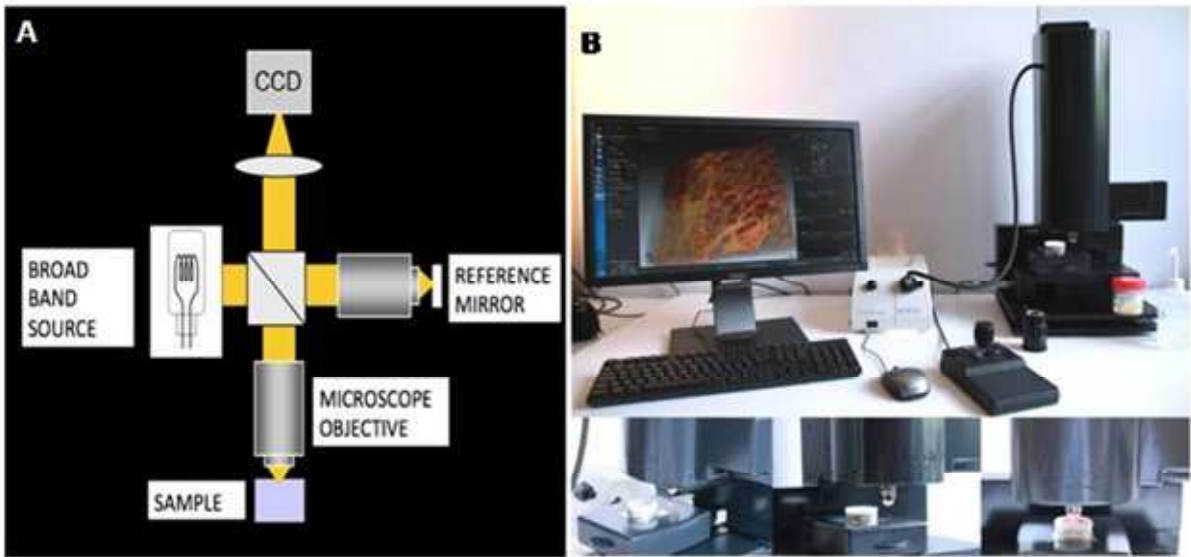 A
CCD
BROAD
BAND
SOURCE
REFERENCE
MIRROR
MICROSCOPE
OBJECTIVE
SAMPLE
B